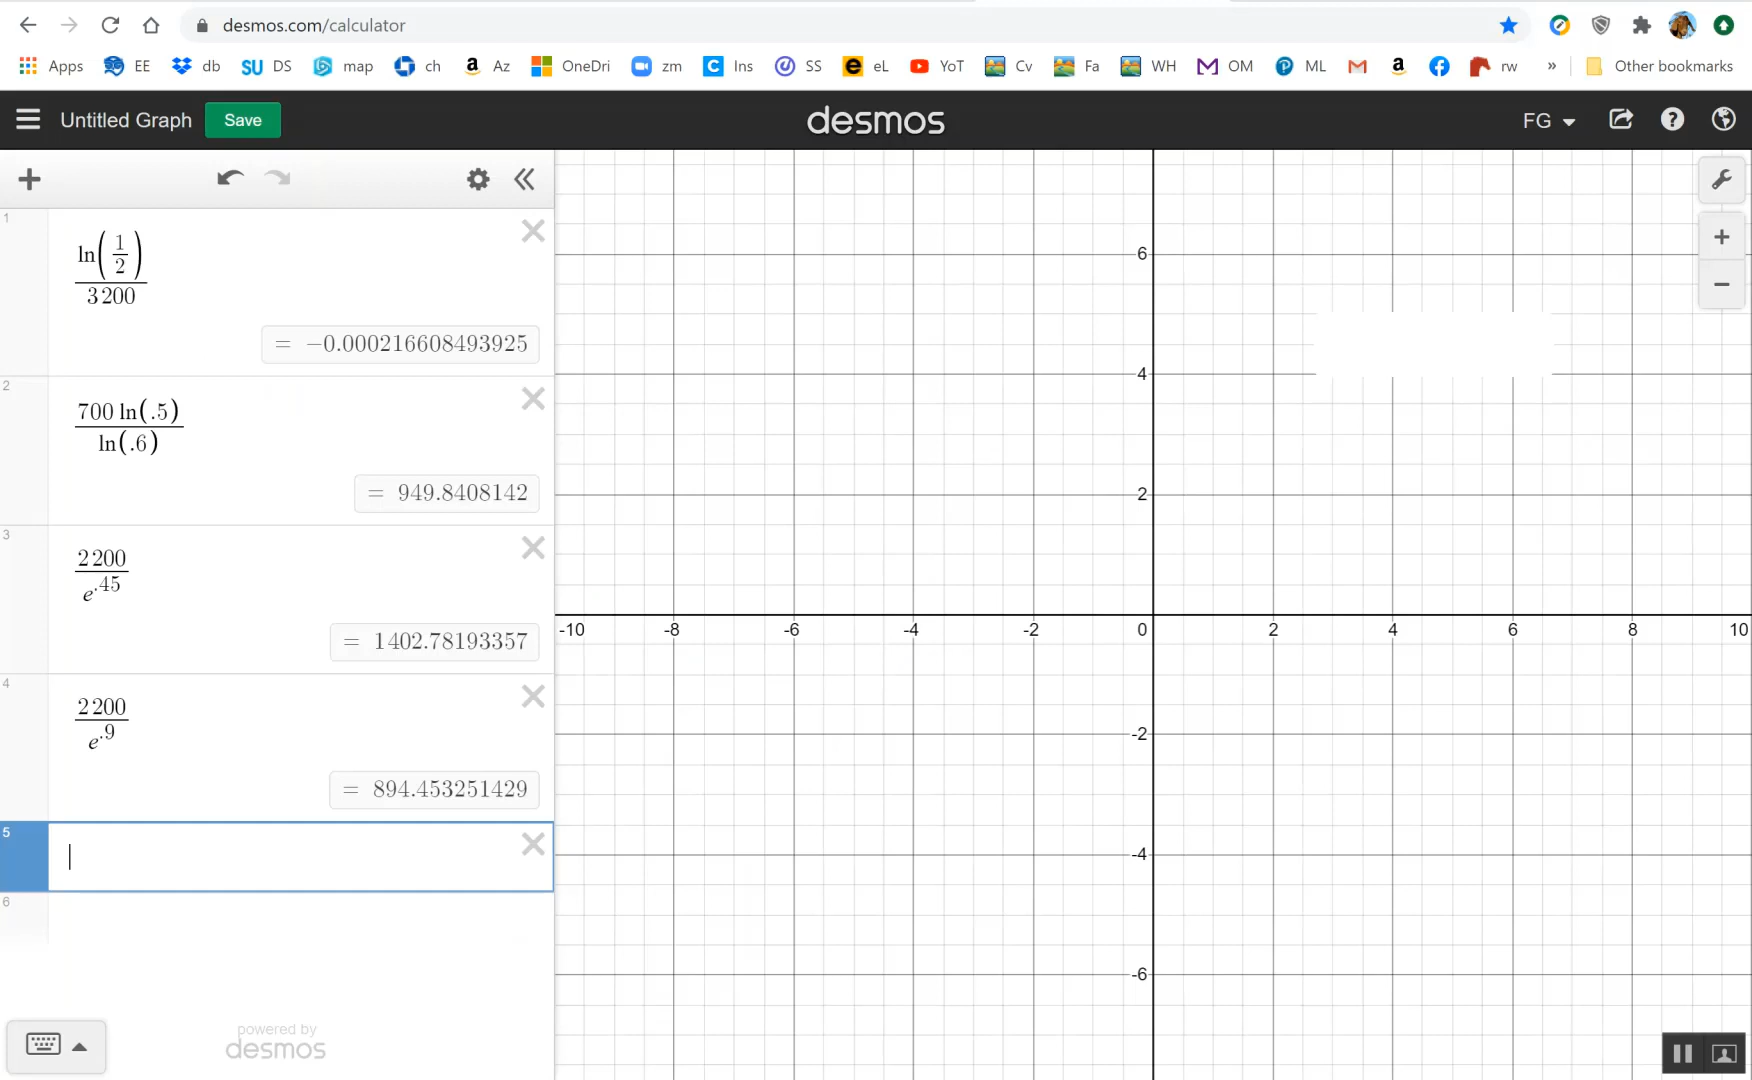 desmos.com/calculator
Apps EE db DS map ch Az OneDri zm Ins SS eL YoT Cv Fa WH OM ML rw » Other bookmarks
Untitled Graph Save desmos FG
1
ln(1/2)
3200
= −0.000216608493925
2
700 ln(.5)
ln(.6)
= 949.8408142
3
2200
e^.45
= 1402.78193357
4
2200
e^.9
= 894.453251429
5
6
powered by
desmos
6
4
2
-10 -8 -6 -4 -2 0 2 4 6 8 10
-2
-4
-6